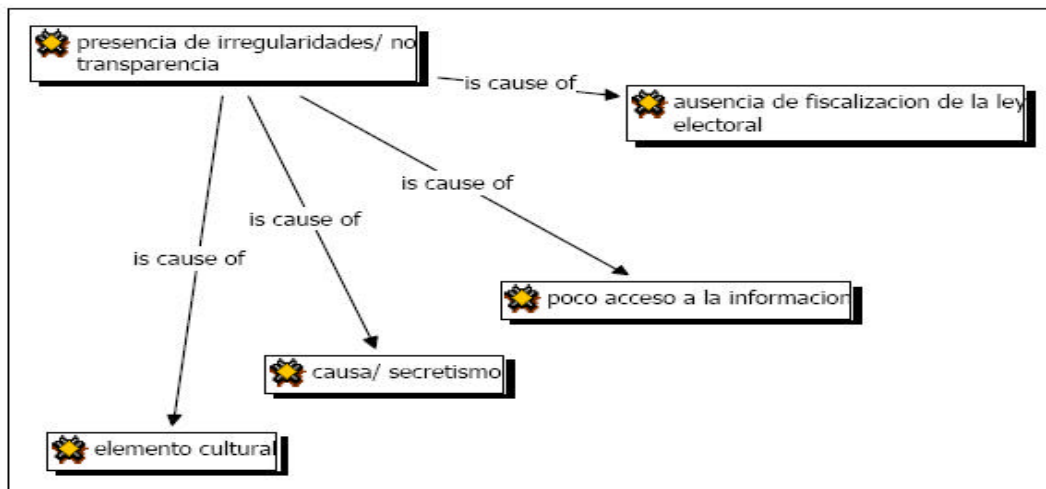 presencia de irregularidades/ no
transparencia
is cause of
ausencia de fiscalizacion de la ley
electoral
is cause of
is cause of
is cause of
poco acceso a la informacion
causa/ secretismo
elemento cultural